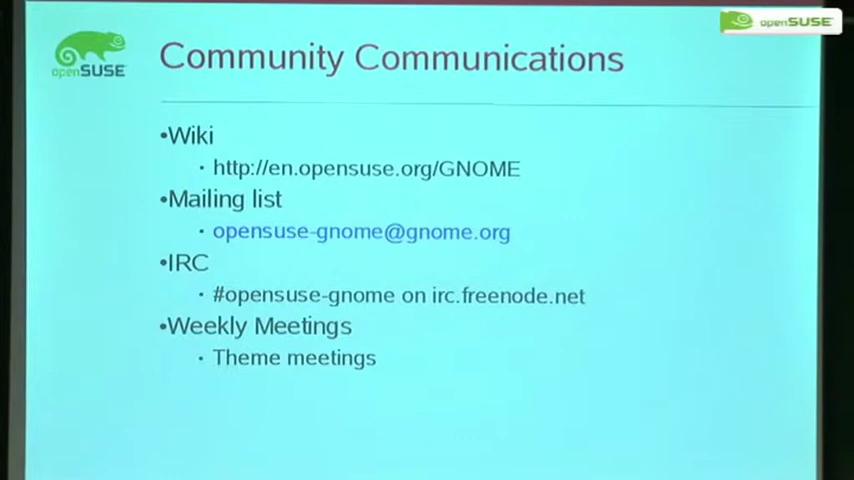 openSUSE
openSUSE
Community Communications
•Wiki
· http://en.opensuse.org/GNOME
•Mailing list
· opensuse-gnome@gnome.org
•IRC
· #opensuse-gnome on irc.freenode.net
•Weekly Meetings
· Theme meetings